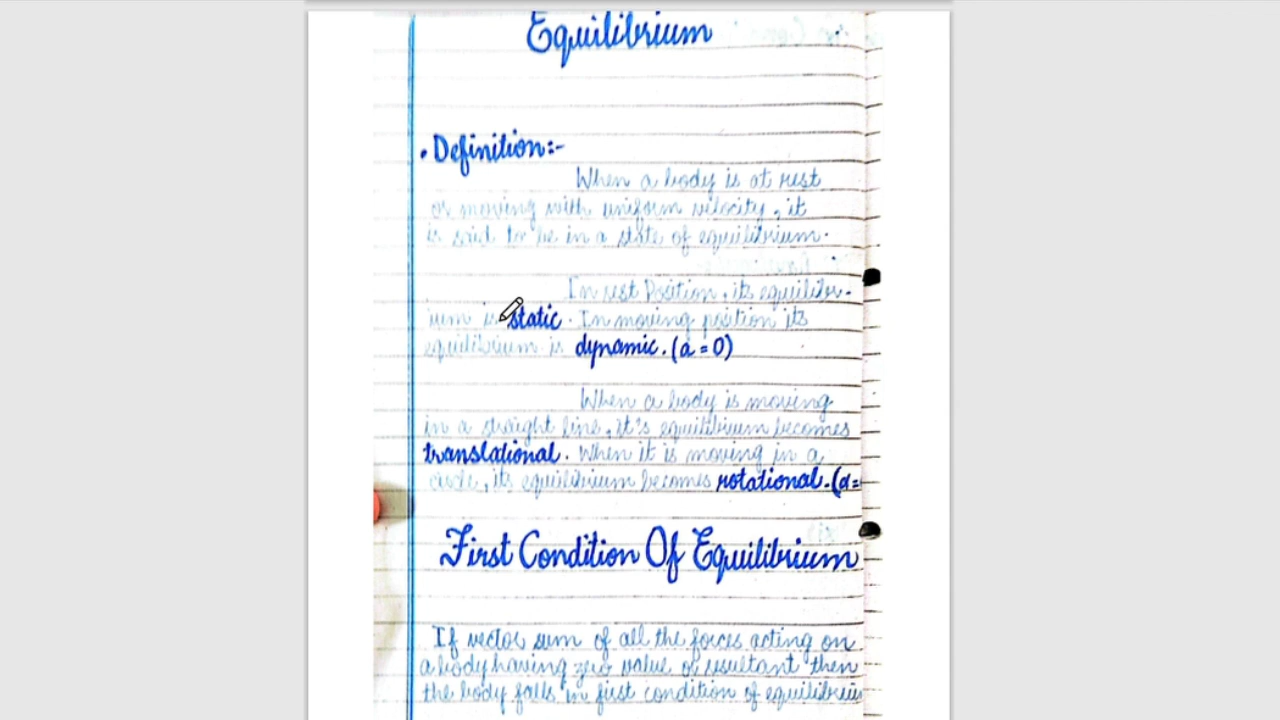 Equilibrium
• Definition:-
When a body is at rest
or moving with uniform velocity, it
is said to be in a state of equilibrium.
In rest Position, its equilibr-
ium is static. In moving position its
equilibrium is dynamic. (a = 0)
When a body is moving
in a straight line, it's equilibrium becomes
translational. When it is moving in a
circle, its equilibrium becomes rotational. (α=
First Condition Of Equilibrium
If vector sum of all the forces acting on
a body having zero value or resultant then
the body falls in first condition of equilibrium